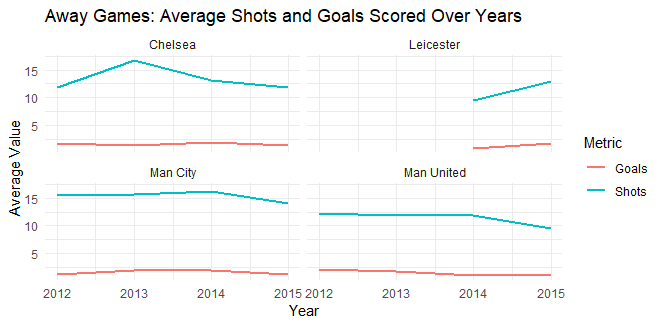 Away Games: Average Shots and Goals Scored Over Years
Chelsea Leicester
15
10
5
Man City Man United
15
10
5
2012 2013 2014 2015 2012 2013 2014 2015
Year
Average Value
Metric
Goals
Shots